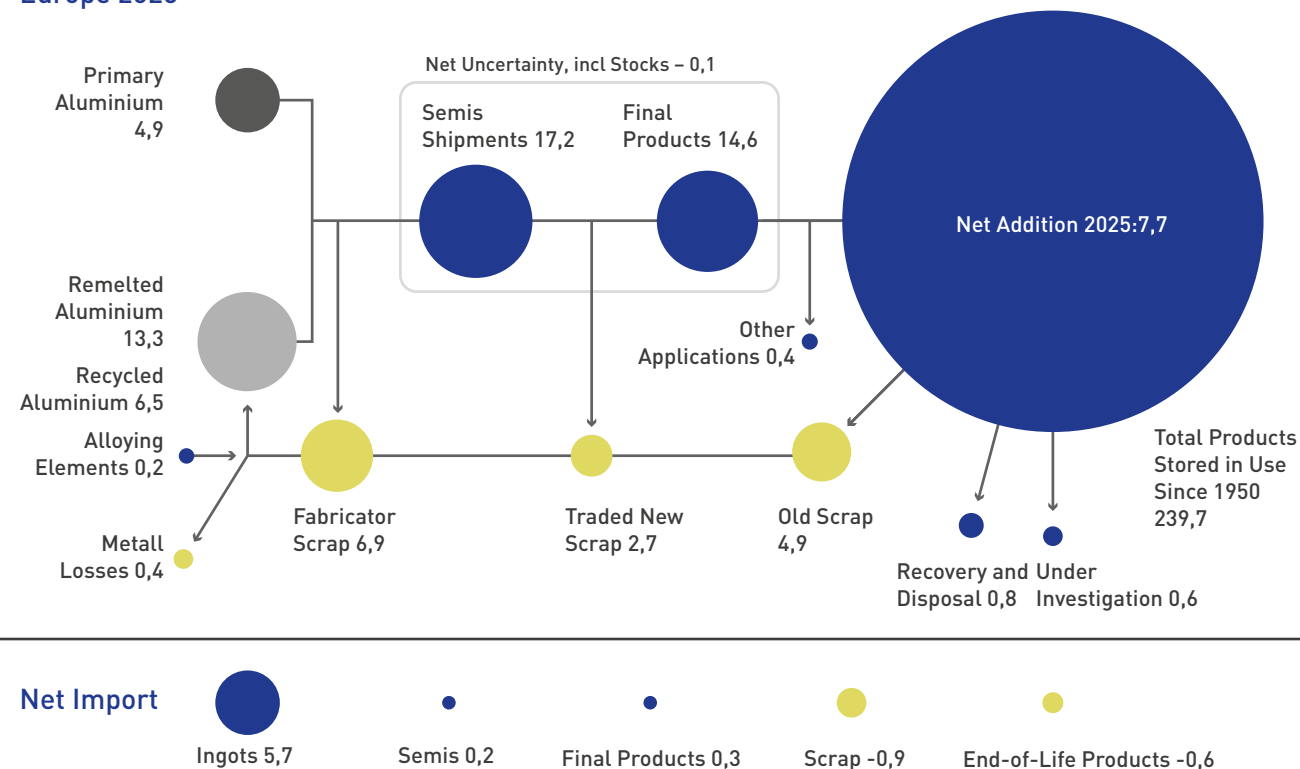 Net Uncertainty, incl Stocks – 0,1
Primary
Aluminium
4,9
Semis
Shipments 17,2
Final
Products 14,6
Net Addition 2025:7,7
Remelted
Aluminium
13,3
Recycled
Aluminium 6,5
Alloying
Elements 0,2
Metall
Losses 0,4
Other
Applications 0,4
Fabricator
Scrap 6,9
Traded New
Scrap 2,7
Old Scrap
4,9
Total Products
Stored in Use
Since 1950
239,7
Recovery and
Disposal 0,8
Under
Investigation 0,6
Net Import
Ingots 5,7
Semis 0,2
Final Products 0,3
Scrap -0,9
End-of-Life Products -0,6